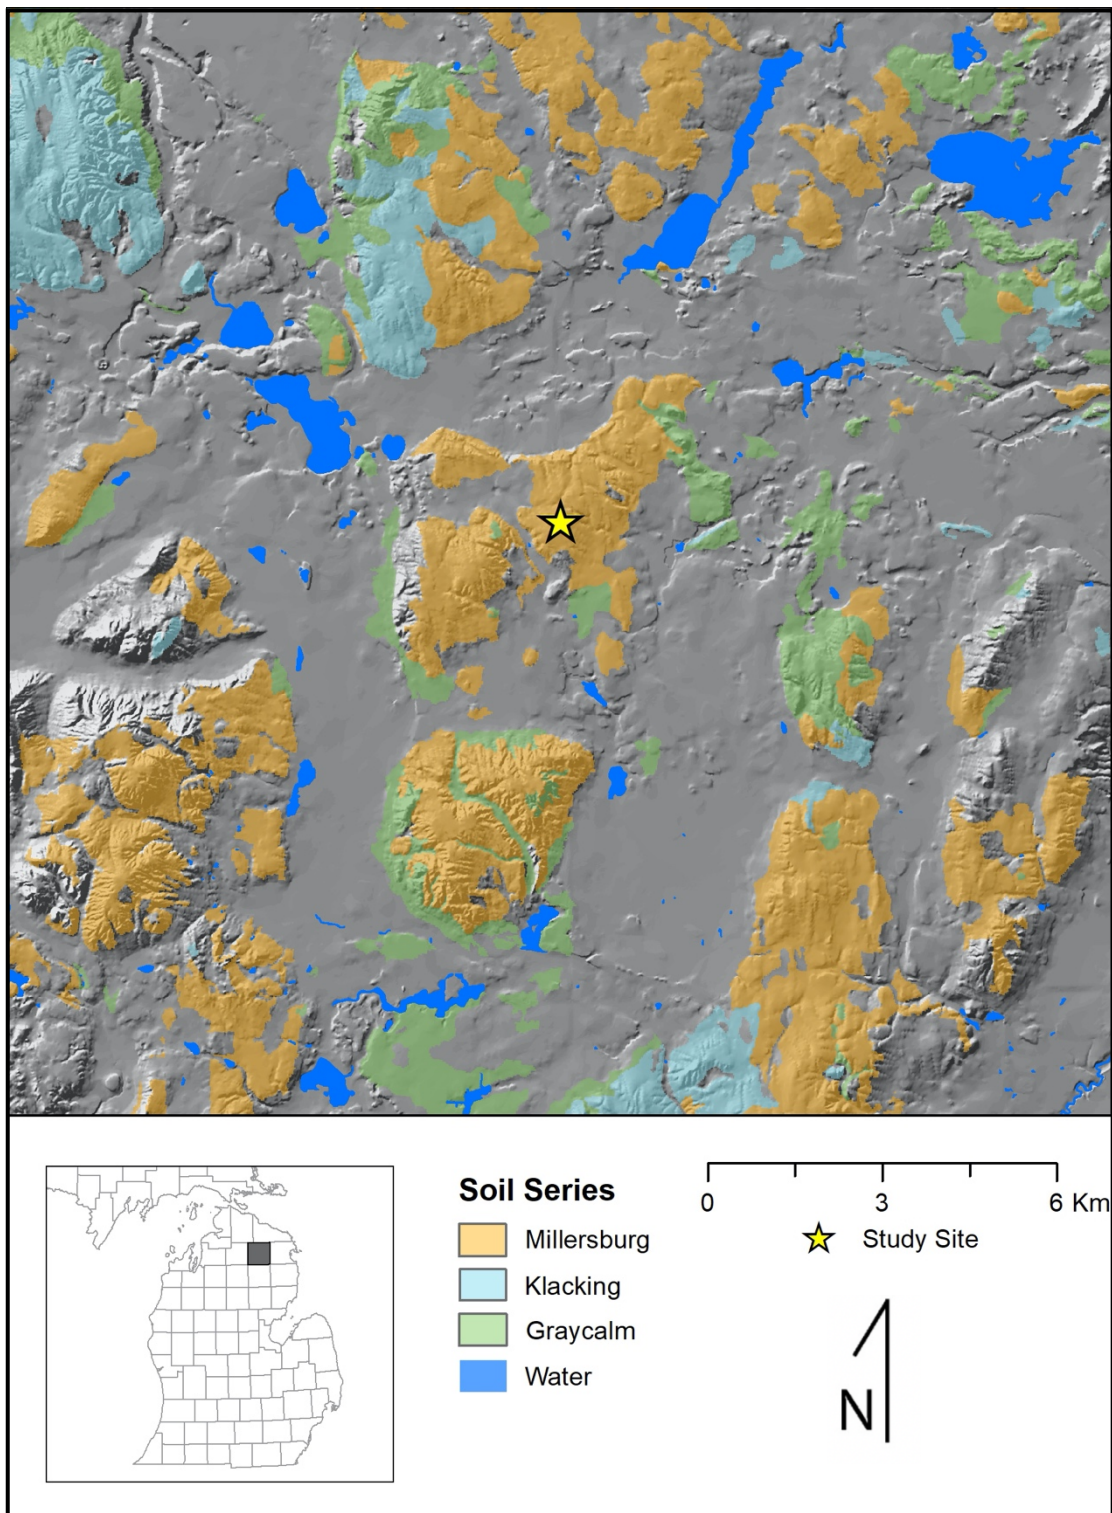 Soil Series
Millersburg
Klacking
Graycalm
Water
0 3 6 Km
Study Site
N